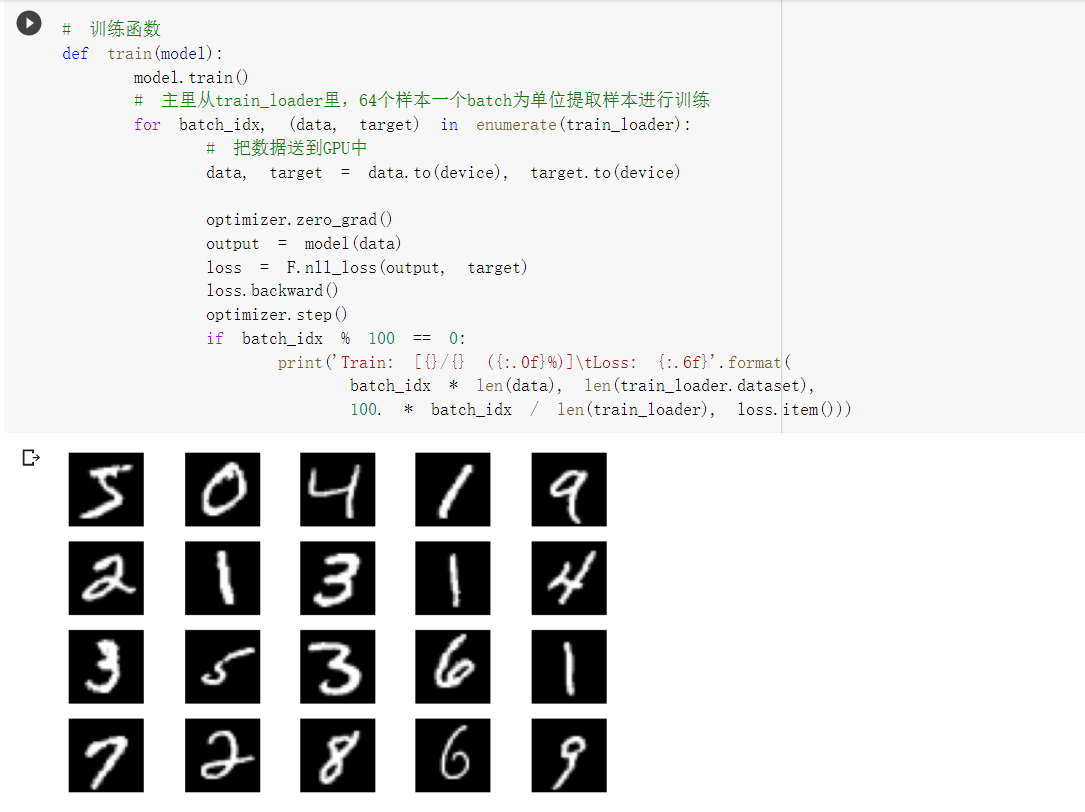 # 训练函数
def train(model):
model.train()
# 主里从train_loader里，64个样本一个batch为单位提取样本进行训练
for batch_idx, (data, target) in enumerate(train_loader):
# 把数据送到GPU中
data, target = data.to(device), target.to(device)
optimizer.zero_grad()
output = model(data)
loss = F.nll_loss(output, target)
loss.backward()
optimizer.step()
if batch_idx % 100 == 0:
print('Train: [{}/{} ({:.0f}%)]\tLoss: {:.6f}'.format(
batch_idx * len(data), len(train_loader.dataset),
100. * batch_idx / len(train_loader), loss.item()))
5 0 4 1 9
2 1 3 1 4
3 5 3 6 1
7 2 8 6 9